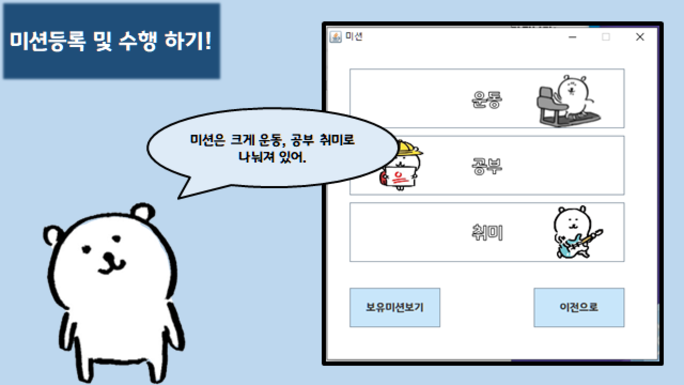 미션등록 및 수행 하기!
미션
미션은 크게 운동, 공부 취미로
나눠져 있어.
운동
공부
취미
보유미션보기
이전으로